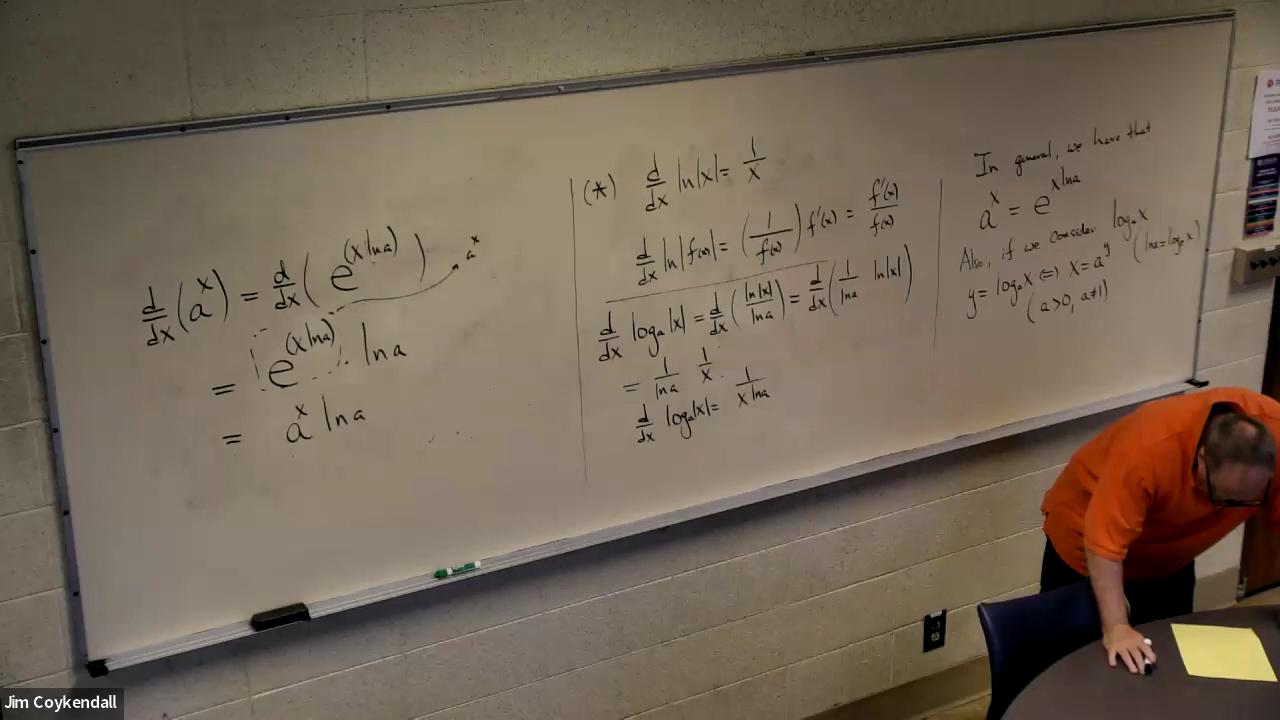 d/dx (a^x) = d/dx ( e^(x ln a) ) a^x
= e^(x ln a) ln a
= a^x ln a
(*) d/dx ln|x| = 1/x
d/dx ln|f(x)| = (1/f(x)) f'(x) = f'(x)/f(x)
d/dx log_a|x| = d/dx (ln|x|/ln a) = d/dx (1/ln a ln|x|)
= 1/ln a 1/x
d/dx log_a|x| = 1/(x ln a)
In general, we have that
a^x = e^(x ln a)
Also, if we consider log_a x
y = log_a x ⇔ x = a^y (ln x = log_e x)
(a>0, a≠1)
Jim Coykendall